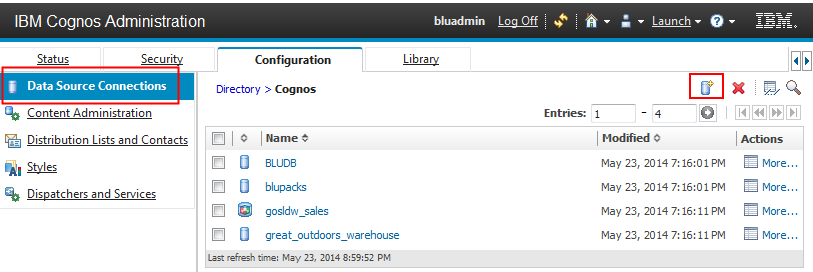 IBM Cognos Administration bluadmin Log Off Launch ? IBM.
Status Security Configuration Library
Data Source Connections
Content Administration
Distribution Lists and Contacts
Styles
Dispatchers and Services
Directory > Cognos
Entries: 1 - 4
Name Modified Actions
BLUDB May 23, 2014 7:16:01 PM More...
blupacks May 23, 2014 7:16:01 PM More...
gosldw_sales May 23, 2014 7:16:11 PM More...
great_outdoors_warehouse May 23, 2014 7:16:11 PM More...
Last refresh time: May 23, 2014 8:59:52 PM